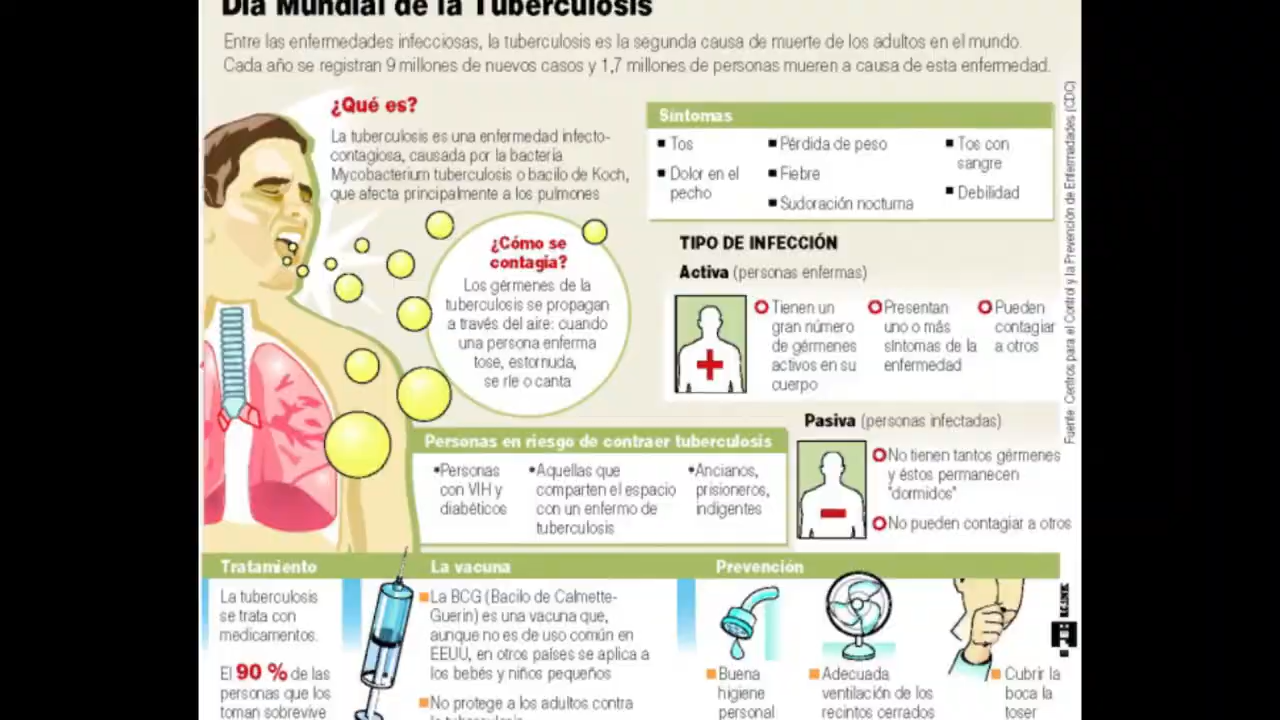 Día Mundial de la Tuberculosis
Entre las enfermedades infecciosas, la tuberculosis es la segunda causa de muerte de los adultos en el mundo.
Cada año se registran 9 millones de nuevos casos y 1,7 millones de personas mueren a causa de esta enfermedad.
¿Qué es?
La tuberculosis es una enfermedad infecto-
contagiosa, causada por la bacteria
Mycobacterium tuberculosis o bacilo de Koch,
que afecta principalmente a los pulmones
¿Cómo se
contagia?
Los gérmenes de la
tuberculosis se propagan
a través del aire: cuando
una persona enferma
tose, estornuda,
se ríe o canta
Síntomas
Tos
Dolor en el
pecho
Pérdida de peso
Fiebre
Sudoración nocturna
Tos con
sangre
Debilidad
TIPO DE INFECCIÓN
Activa (personas enfermas)
Tienen un
gran número
de gérmenes
activos en su
cuerpo
Presentan
uno o más
síntomas de la
enfermedad
Pueden
contagiar
a otros
Pasiva (personas infectadas)
No tienen tantos gérmenes
y éstos permanecen
"dormidos"
No pueden contagiar a otros
Fuente: Centros para el Control y la Prevención de Enfermedades (CDC)
Personas en riesgo de contraer tuberculosis
•Personas
con VIH y
diabéticos
•Aquellas que
comparten el espacio
con un enfermo de
tuberculosis
•Ancianos,
prisioneros,
indigentes
Tratamiento
La tuberculosis
se trata con
medicamentos.
El 90 % de las
personas que los
toman sobrevive
La vacuna
La BCG (Bacilo de Calmette-
Guerin) es una vacuna que,
aunque no es de uso común en
EEUU, en otros países se aplica a
los bebés y niños pequeños
No protege a los adultos contra
la tuberculosis
Prevención
Buena
higiene
personal
Adecuada
ventilación de los
recintos cerrados
Cubrir la
boca la
toser